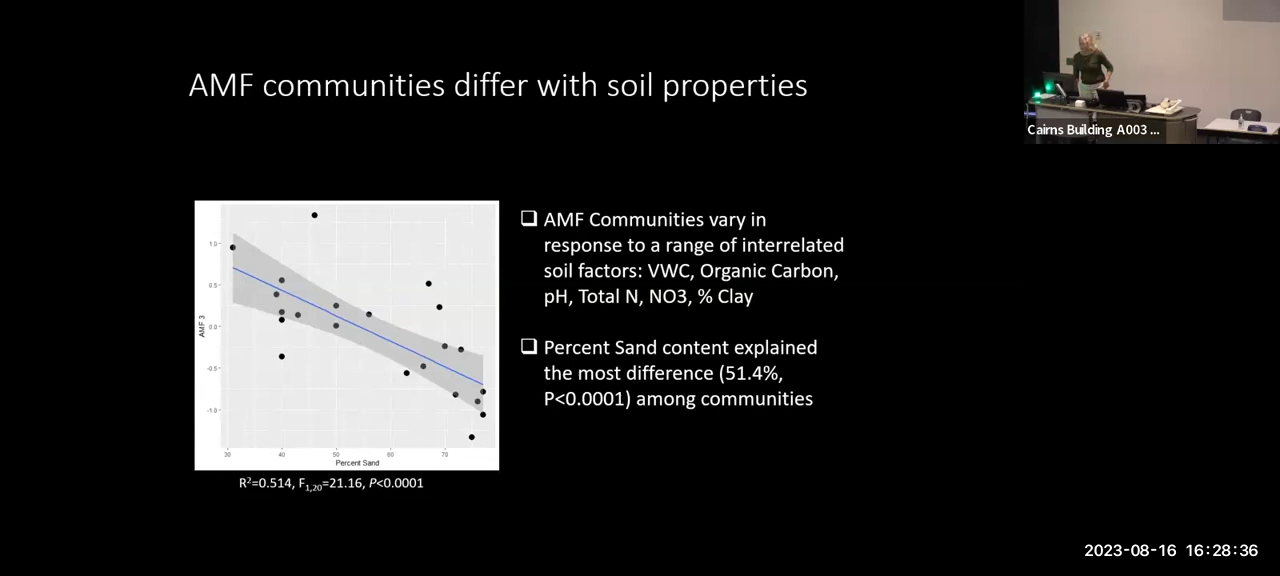 AMF communities differ with soil properties
Cairns Building A003 ...
❑ AMF Communities vary in
response to a range of interrelated
soil factors: VWC, Organic Carbon,
pH, Total N, NO3, % Clay
❑ Percent Sand content explained
the most difference (51.4%,
P<0.0001) among communities
AMF 3
1.0
0.5
0.0
-0.5
-1.0
30 40 50 60 70
Percent Sand
R²=0.514, F1,20=21.16, P<0.0001
2023-08-16 16:28:36